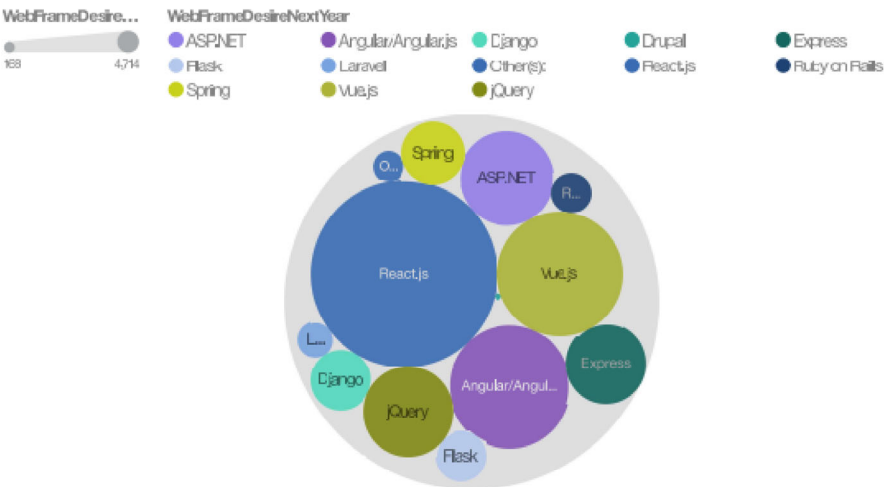 WebFrameDesire... WebFrameDesireNextYear
ASP.NET Angular/Angular.js Django Drupal Express
168 4,714
Flask Laravel Other(s): React.js Ruby on Rails
Spring Vue.js jQuery
Spring
O...
ASP.NET
R...
React.js
Vue.js
L...
Express
Django
Angular/Angul...
jQuery
Flask